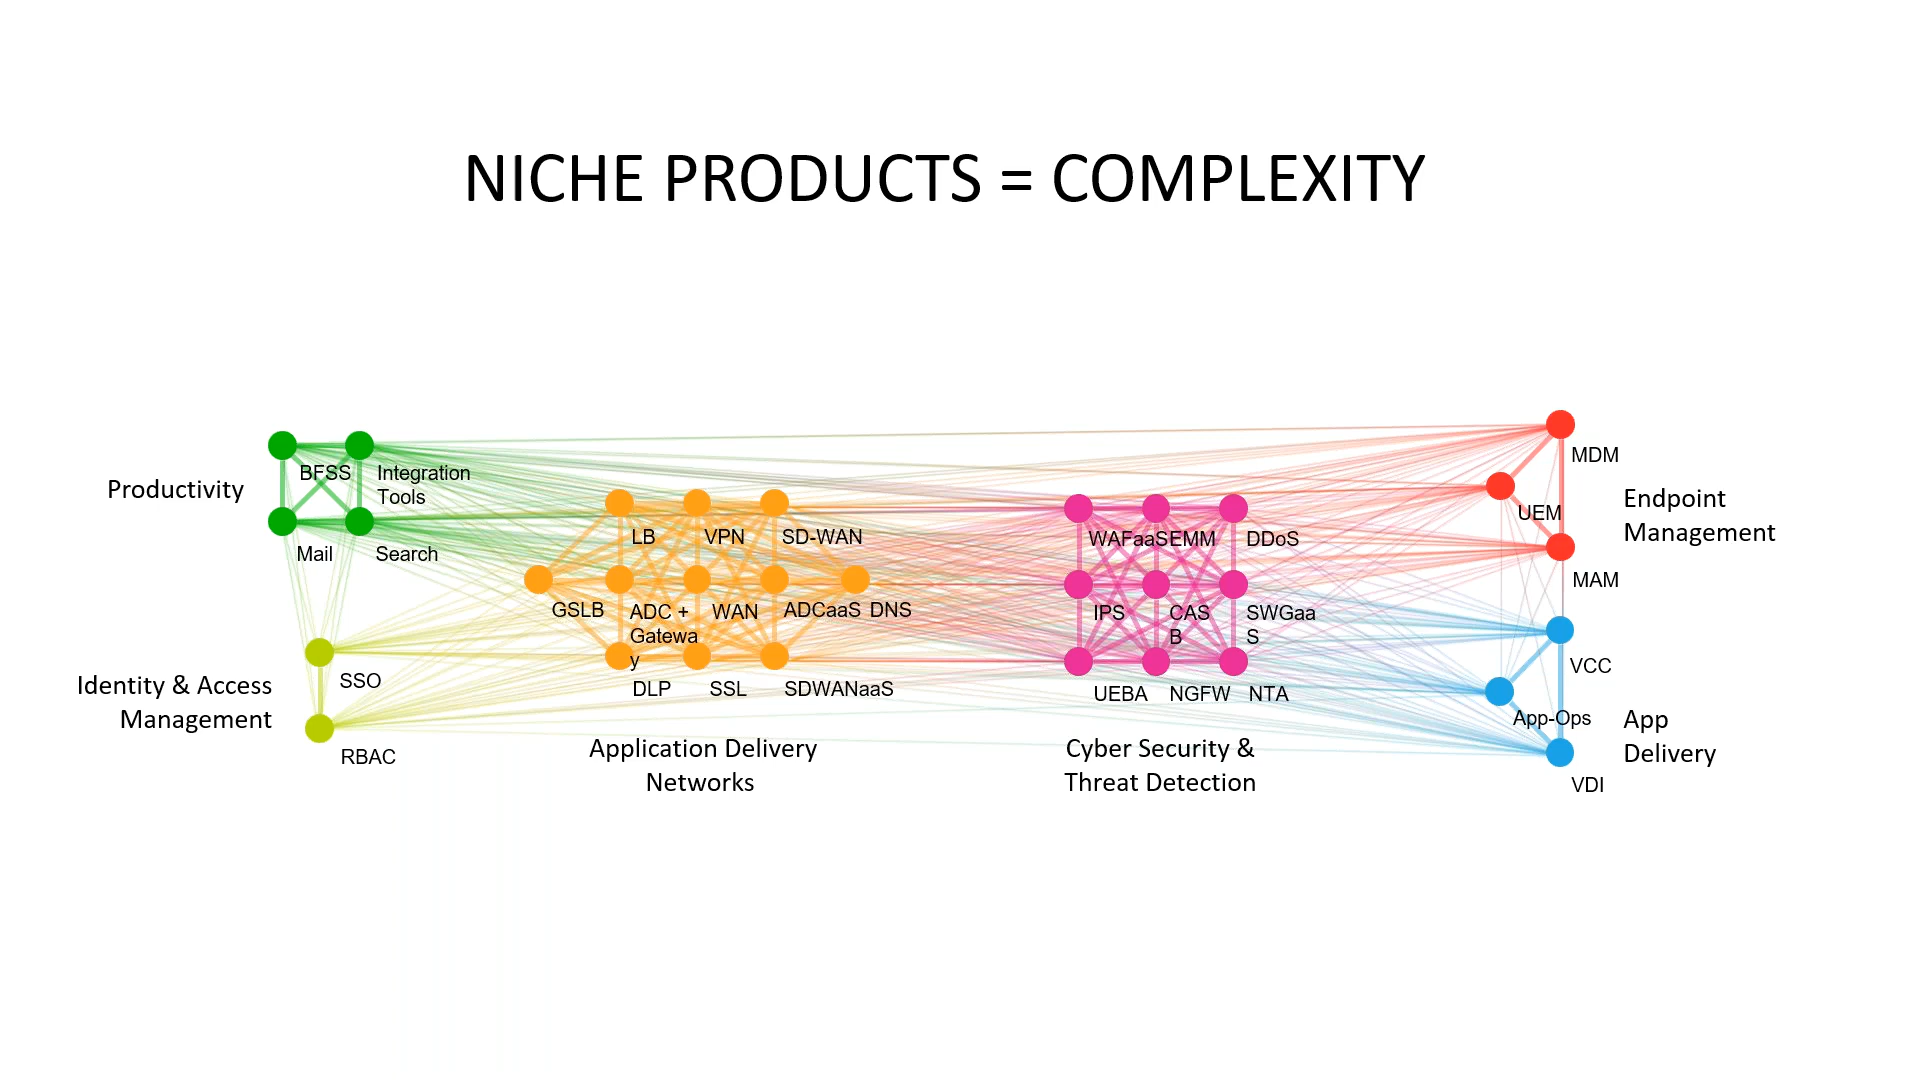 NICHE PRODUCTS = COMPLEXITY
Productivity
BFSS
Integration
Tools
Mail
Search
Identity & Access
Management
SSO
RBAC
LB
VPN
SD-WAN
GSLB
ADC +
Gatewa
y
WAN
ADCaaS
DNS
DLP
SSL
SDWANaaS
Application Delivery
Networks
WAFaaS
EMM
DDoS
IPS
CAS
B
SWGaa
S
UEBA
NGFW
NTA
Cyber Security &
Threat Detection
MDM
UEM
MAM
Endpoint
Management
VCC
App-Ops
VDI
App
Delivery